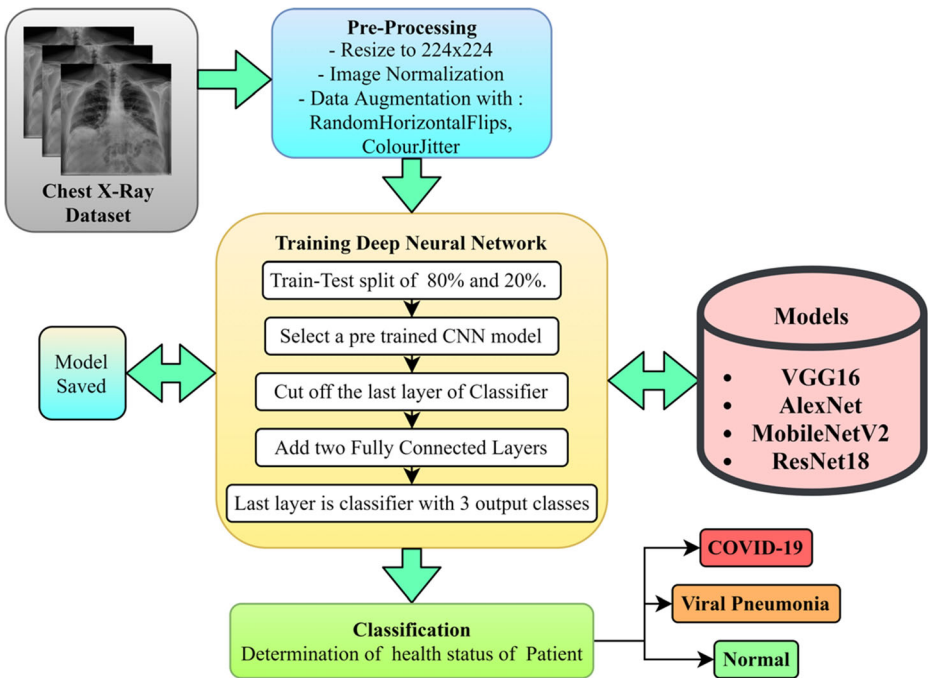 Chest X-Ray
Dataset
Pre-Processing
- Resize to 224x224
- Image Normalization
- Data Augmentation with :
RandomHorizontalFlips,
ColourJitter
Training Deep Neural Network
Train-Test split of 80% and 20%.
Select a pre trained CNN model
Cut off the last layer of Classifier
Add two Fully Connected Layers
Last layer is classifier with 3 output classes
Model
Saved
Models
• VGG16
• AlexNet
• MobileNetV2
• ResNet18
Classification
Determination of health status of Patient
COVID-19
Viral Pneumonia
Normal